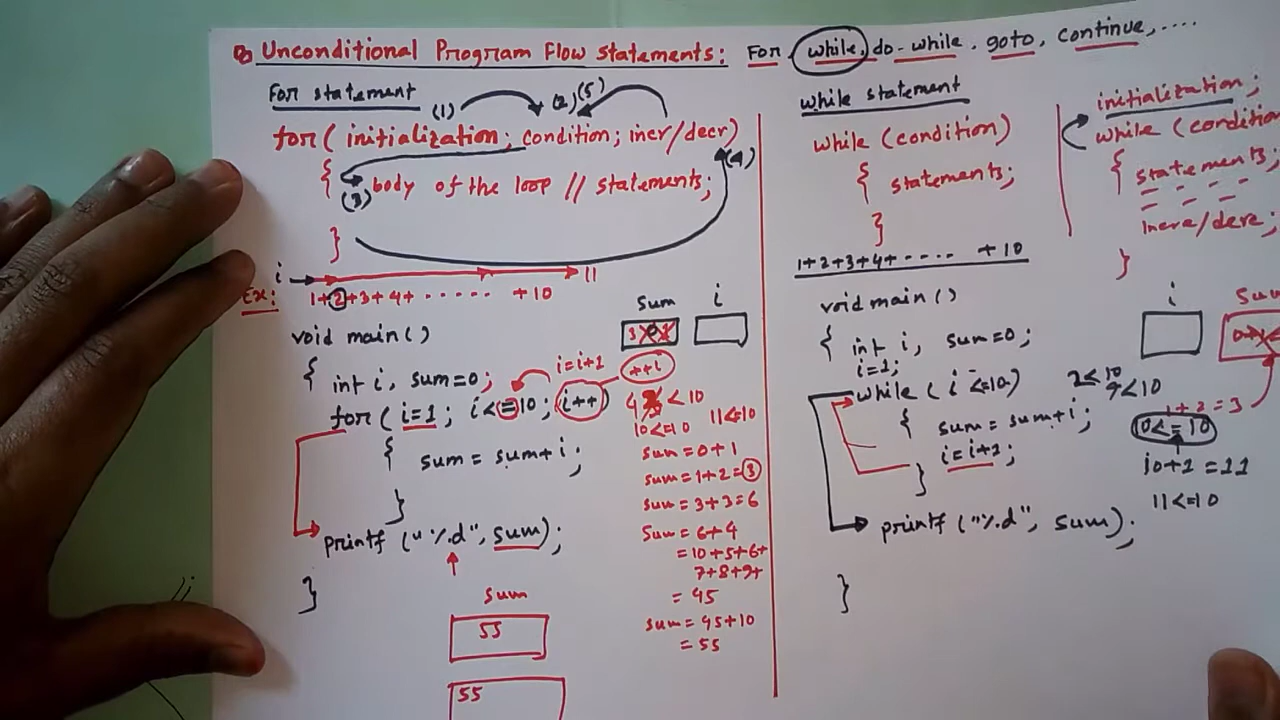 Unconditional Program Flow statements: For, while, do-while, goto, continue,....
For statement
(1) (2) (5)
for( initialization; condition; incr/decr)
(4)
{
(3) body of the loop // statements;
}
i 11
Ex: 1+2+3+4+...... +10
void main()
{ int i, sum=0;
for( i=1; i<=10; i++)
{ sum = sum+i;
}
printf ("%d", sum);
}
sum
55
55
sum i
3
i=i+1
++i
4 < 10
10<=10 11<=10
sum=0+1
sum=1+2=3
sum=3+3=6
Sum=6+4
=10+5+6+
7+8+9+
=45
sum=45+10
=55
while statement
while (condition)
{ statements;
}
initialization;
while (condition
{ statements;
incre/decre;
}
1+2+3+4+.... +10
void main()
{ int i, sum=0;
i=1;
while ( i<=10)
{ sum = sum+i;
i=i+1;
}
printf ("%d", sum);
}
i Su
2<10
9<10
1+2=3
10<=10
10+1=11
11<=10